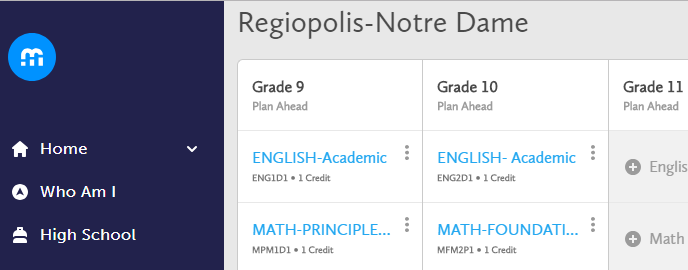 Regiopolis-Notre Dame
Grade 9
Plan Ahead
Grade 10
Plan Ahead
Grade 11
Plan Ahead
Home
Who Am I
High School
ENGLISH-Academic
ENG1D1 • 1 Credit
ENGLISH- Academic
ENG2D1 • 1 Credit
Englis
MATH-PRINCIPLE...
MPM1D1 • 1 Credit
MATH-FOUNDATI...
MFM2P1 • 1 Credit
Math